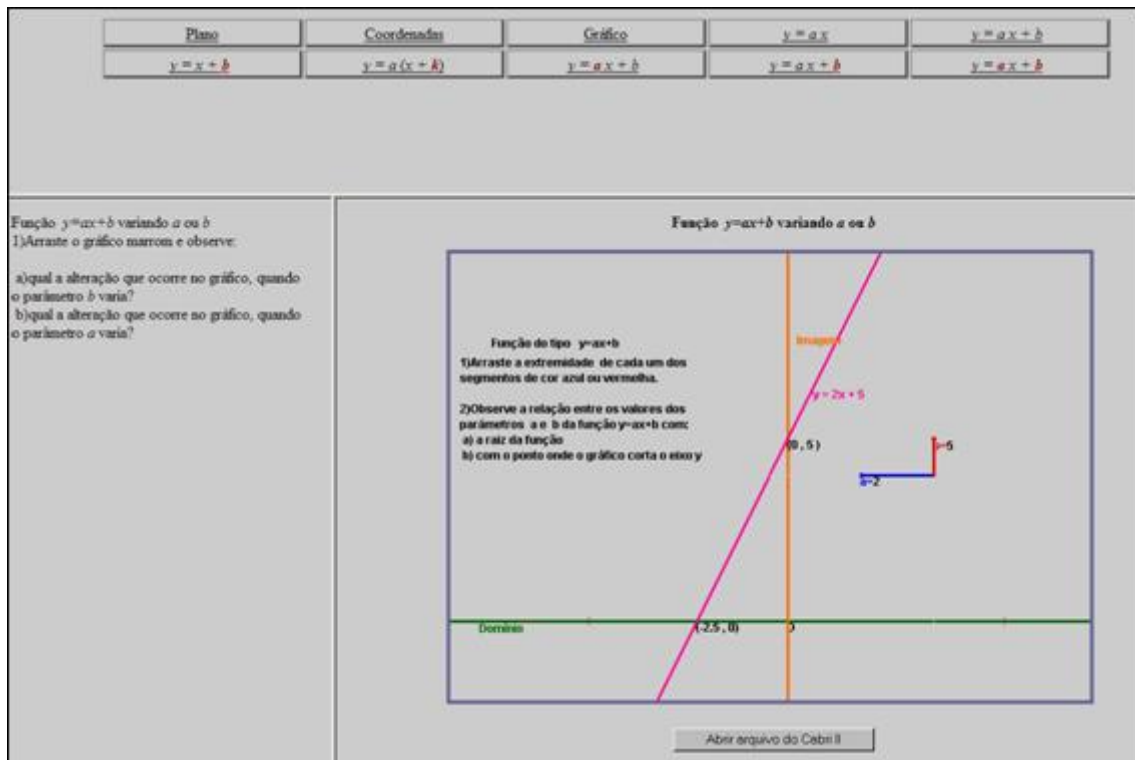 Plano Coordenadas Gráfico y = a x y = a x + b
y = x + b y = a (x + k) y = a x + b y = a x + b y = a x + b
Função y=ax+b variando a ou b
1)Arraste o gráfico marrom e observe:
a)qual a alteração que ocorre no gráfico, quando
o parâmetro b varia?
b)qual a alteração que ocorre no gráfico, quando
o parâmetro a varia?
Função y=ax+b variando a ou b
Função do tipo y=ax+b
1)Arraste a extremidade de cada um dos
segmentos de cor azul ou vermelha.
2)Observe a relação entre os valores dos
parâmetros a e b da função y=ax+b com:
a) a raiz da função
b) com o ponto onde o gráfico corta o eixo y
Imagem
y = 2x + 5
(0, 5)
b=5
a=2
Domínio
(-2.5, 0)
0
Abrir arquivo do Cabri II